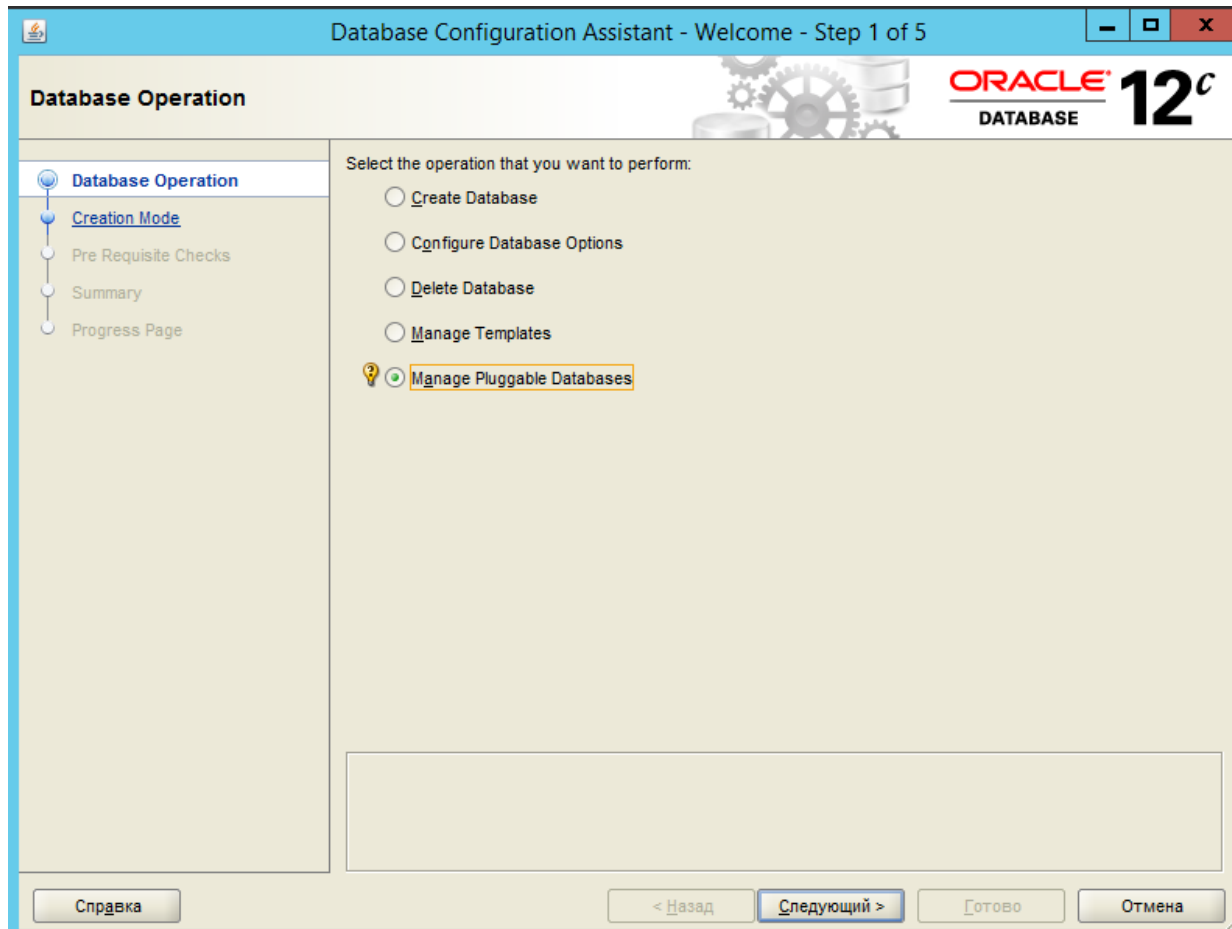 Database Configuration Assistant - Welcome - Step 1 of 5
Database Operation
ORACLE DATABASE 12c
Database Operation
Creation Mode
Pre Requisite Checks
Summary
Progress Page
Select the operation that you want to perform:
Create Database
Configure Database Options
Delete Database
Manage Templates
Manage Pluggable Databases
Справка
< Назад
Следующий >
Готово
Отмена